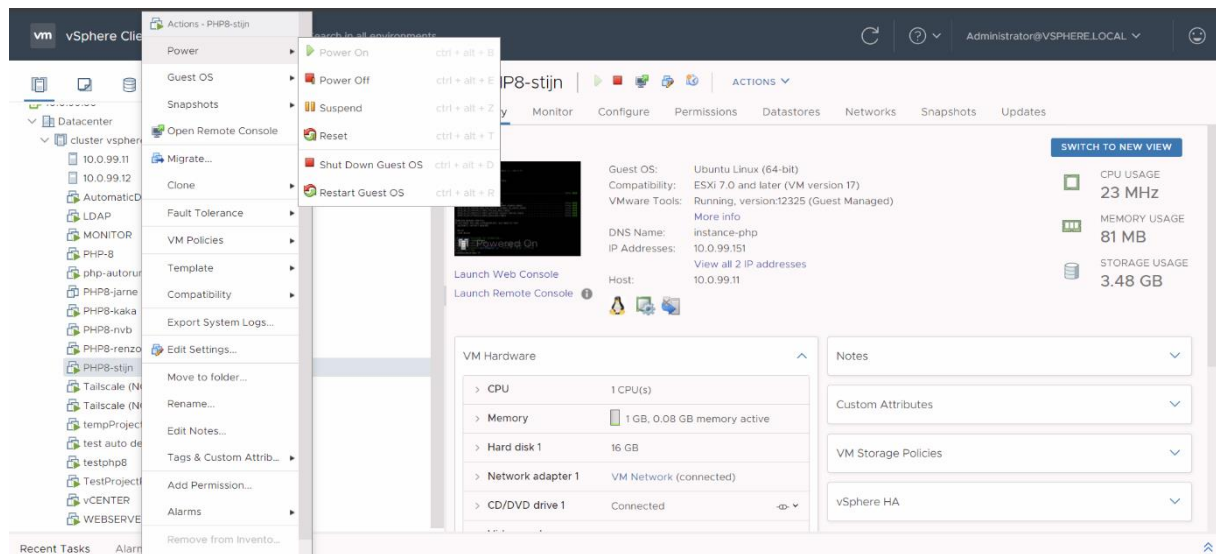 vm vSphere Clie
search in all environments
Administrator@VSPHERE.LOCAL
Datacenter
cluster vspher
10.0.99.11
10.0.99.12
AutomaticD
LDAP
MONITOR
PHP-8
php-autorur
PHP8-jarne
PHP8-kaka
PHP8-nvb
PHP8-renzo
PHP8-stijn
Tailscale (N
Tailscale (N
tempProject
test auto de
testphp8
TestProject
vCENTER
WEBSERVE
Actions - PHP8-stijn
Power
Guest OS
Snapshots
Open Remote Console
Migrate...
Clone
Fault Tolerance
VM Policies
Template
Compatibility
Export System Logs...
Edit Settings...
Move to folder...
Rename...
Edit Notes...
Tags & Custom Attrib...
Add Permission...
Alarms
Remove from Invento...
Power On ctrl + alt + B
Power Off ctrl + alt + E
Suspend ctrl + alt + Z
Reset ctrl + alt + T
Shut Down Guest OS ctrl + alt + D
Restart Guest OS ctrl + alt + R
HP8-stijn
ACTIONS
y Monitor Configure Permissions Datastores Networks Snapshots Updates
SWITCH TO NEW VIEW
Powered On
Launch Web Console
Launch Remote Console
Guest OS: Ubuntu Linux (64-bit)
Compatibility: ESXi 7.0 and later (VM version 17)
VMware Tools: Running, version:12325 (Guest Managed)
More info
DNS Name: instance-php
IP Addresses: 10.0.99.151
View all 2 IP addresses
Host: 10.0.99.11
CPU USAGE
23 MHz
MEMORY USAGE
81 MB
STORAGE USAGE
3.48 GB
VM Hardware
CPU 1 CPU(s)
Memory 1 GB, 0.08 GB memory active
Hard disk 1 16 GB
Network adapter 1 VM Network (connected)
CD/DVD drive 1 Connected
Notes
Custom Attributes
VM Storage Policies
vSphere HA
Recent Tasks Alarr